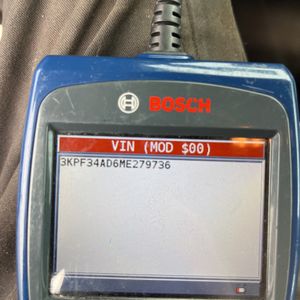 BOSCH
VIN (MOD $00)
3KPF34AD6ME279736